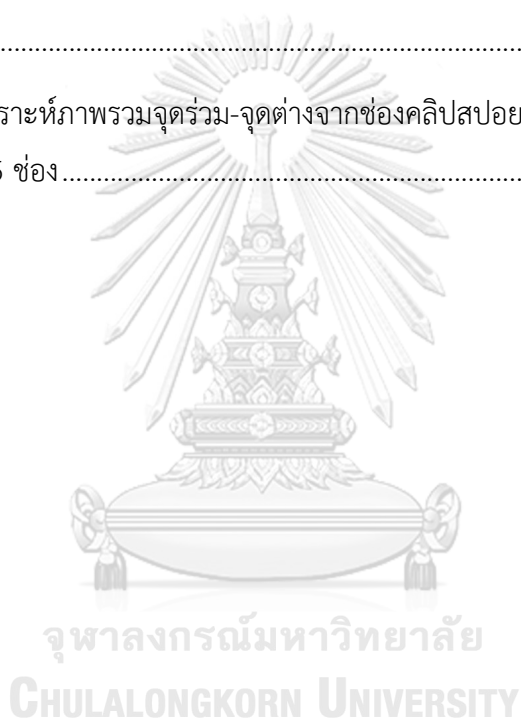 ................................................................
ราะห์ภาพรวมจุดร่วม-จุดต่างจากช่องคลิปสปอย
ช่อง................................................................
จุฬาลงกรณ์มหาวิทยาลัย
CHULALONGKORN UNIVERSITY